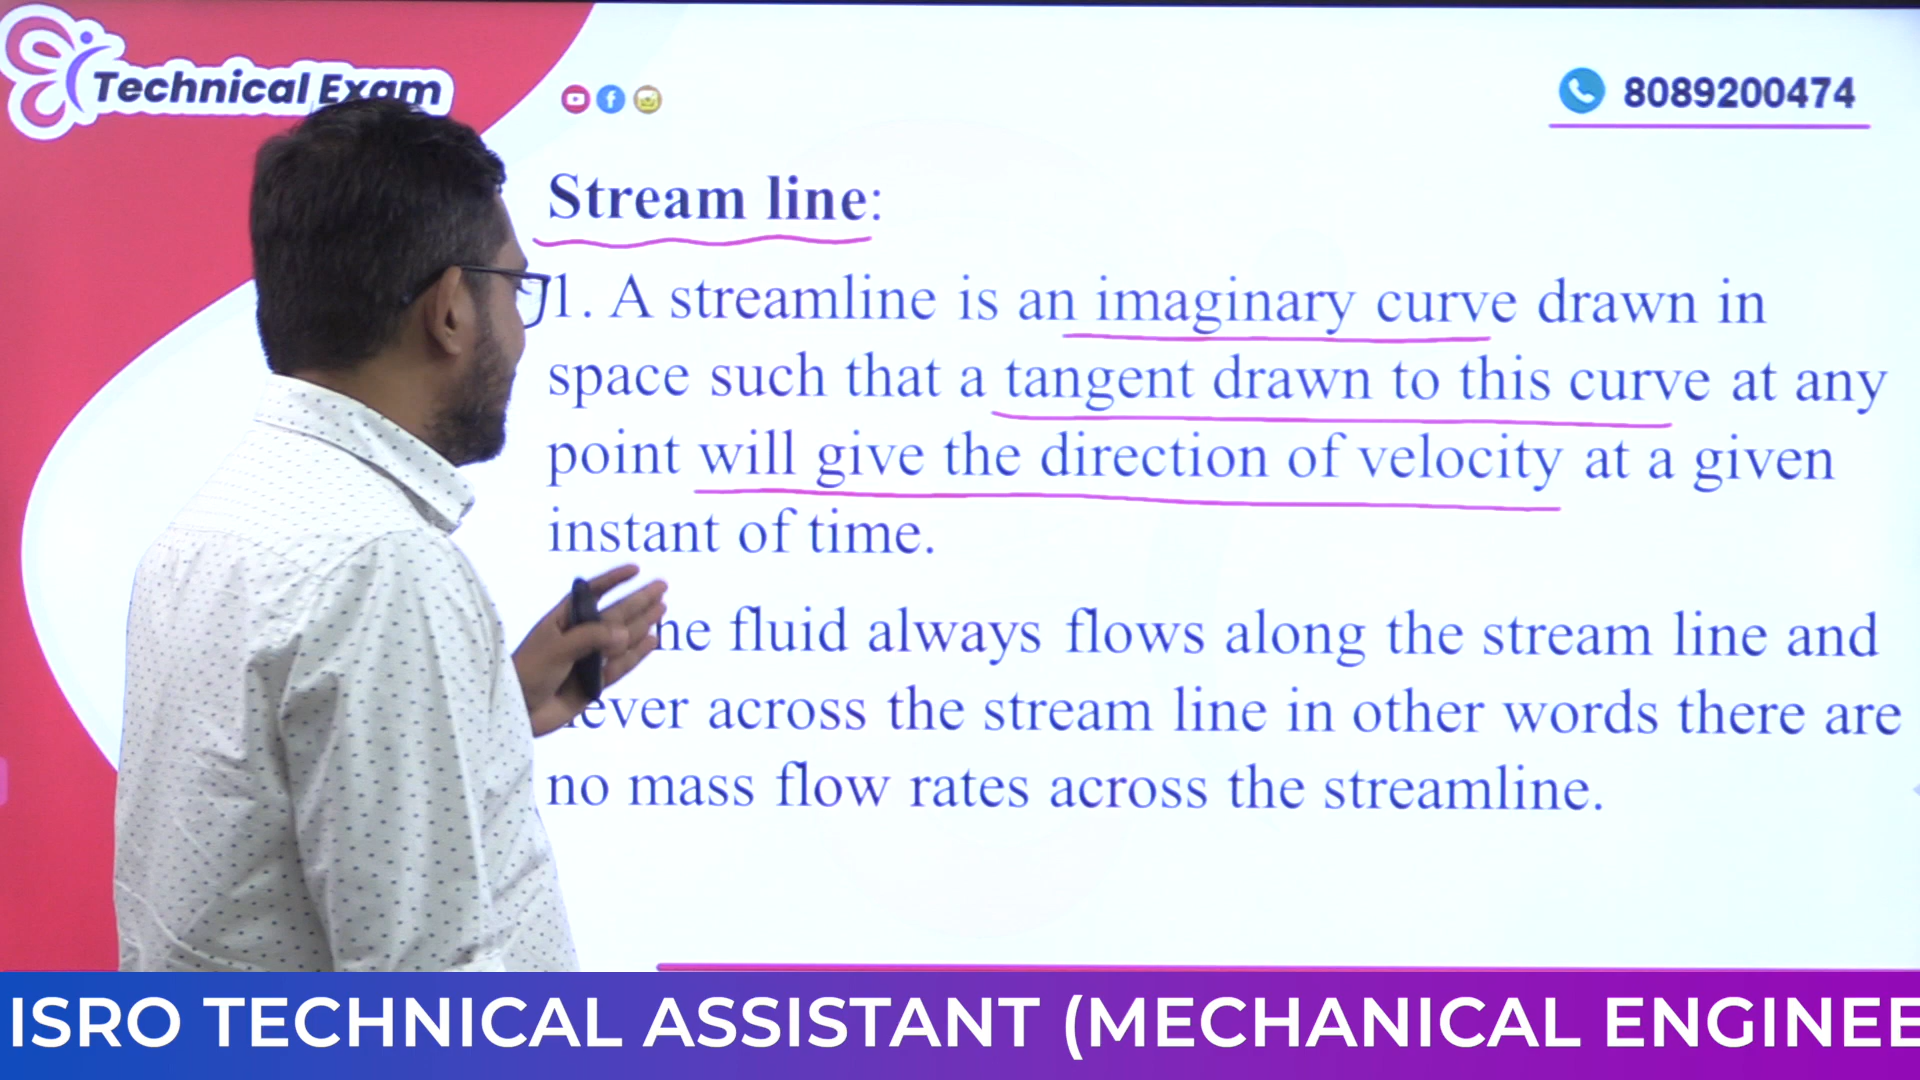 Technical Exam
8089200474
Stream line:
1. A streamline is an imaginary curve drawn in
space such that a tangent drawn to this curve at any
point will give the direction of velocity at a given
instant of time.
fluid always flows along the stream line and
across the stream line in other words there are
no mass flow rates across the streamline.
ISRO TECHNICAL ASSISTANT (MECHANICAL